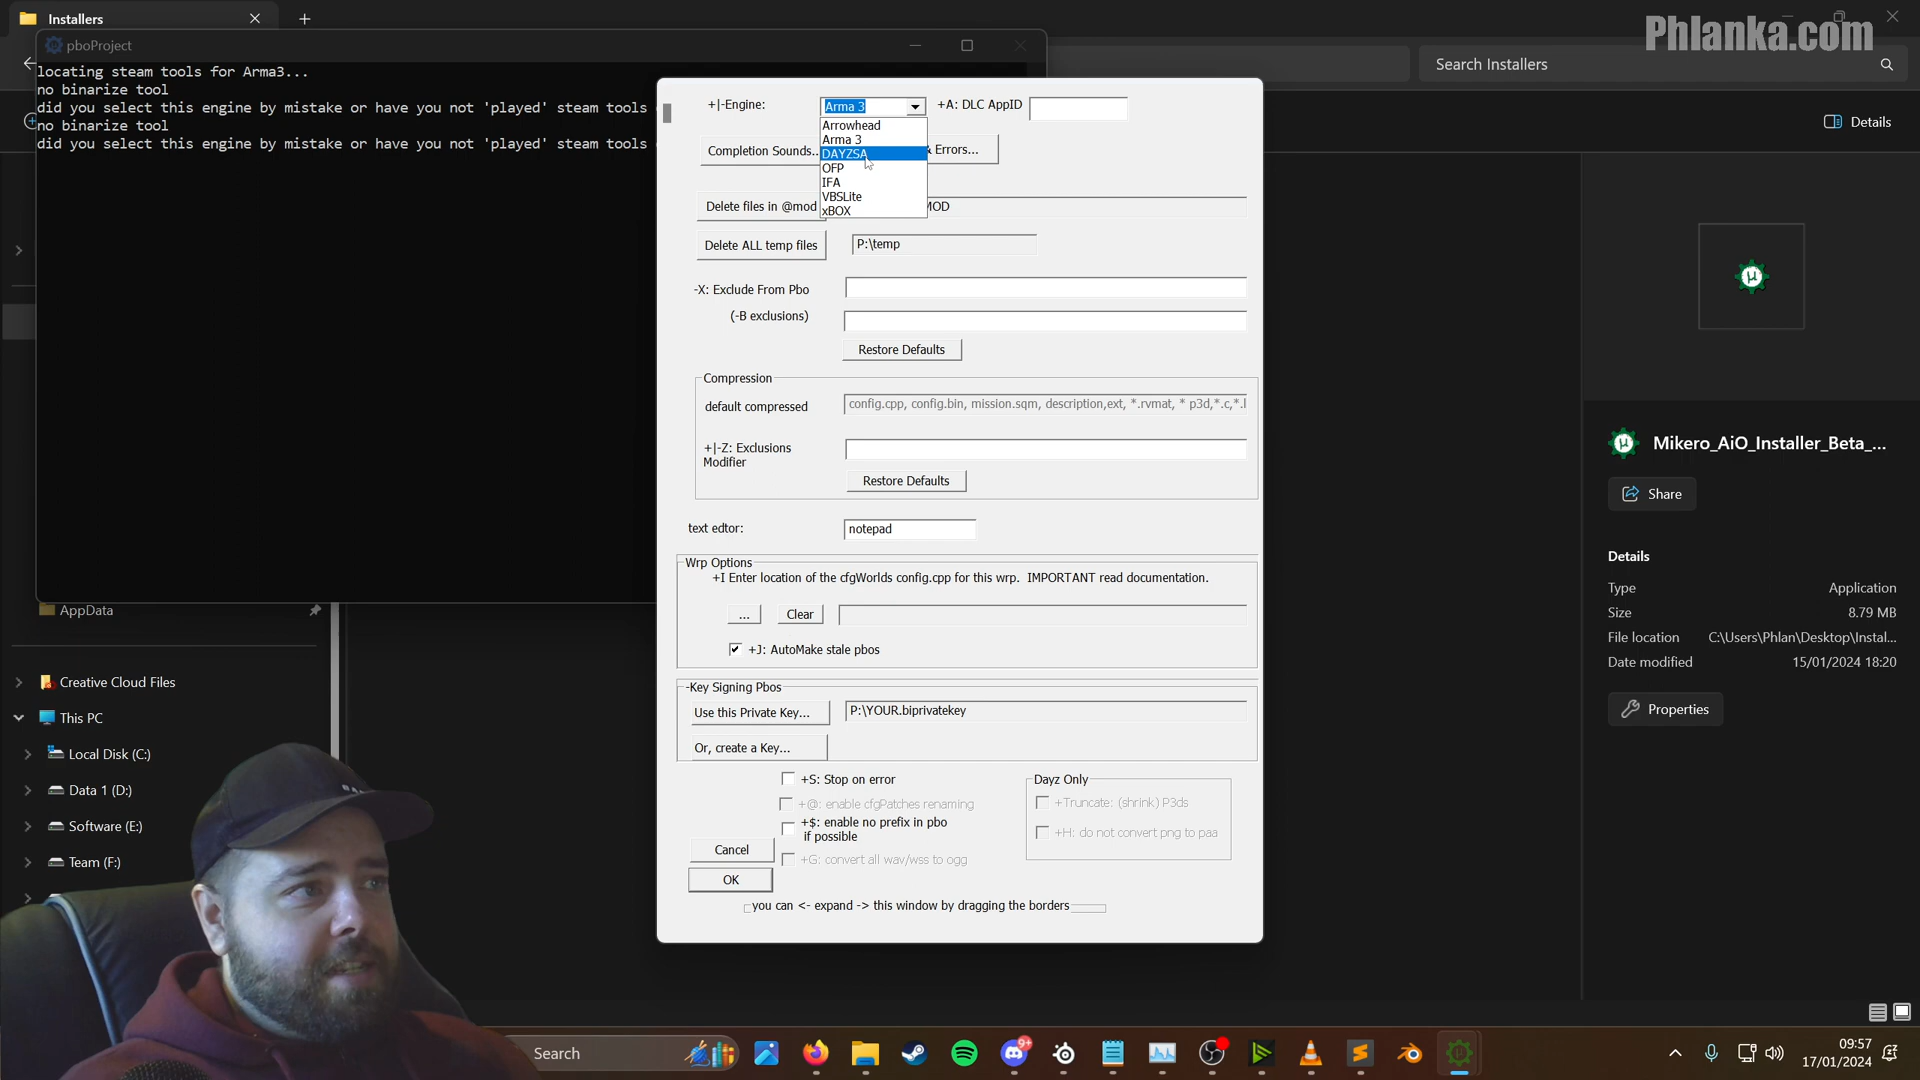 Installers
Phlanka.com
pboProject
Search Installers
locating steam tools for Arma3...
no binarize tool
did you select this engine by mistake or have you not 'played' steam tools
no binarize tool
did you select this engine by mistake or have you not 'played' steam tools
Details
+|-Engine:
Arma 3
+A: DLC AppID
Arrowhead
Arma 3
DAYZSA
OFP
IFA
VBSLite
xBOX
Completion Sounds..
& Errors...
Delete files in @mod
MOD
Delete ALL temp files
P:\temp
-X: Exclude From Pbo
(-B exclusions)
Restore Defaults
Compression
default compressed
config.cpp, config.bin, mission.sqm, description,ext, *.rvmat, * p3d,*.c,*.l
+|-Z: Exclusions
Modifier
Restore Defaults
text edtor:
notepad
Wrp Options
+I Enter location of the cfgWorlds config.cpp for this wrp. IMPORTANT read documentation.
...
Clear
+J: AutoMake stale pbos
-Key Signing Pbos
Use this Private Key...
P:\YOUR.biprivatekey
Or, create a Key...
+S: Stop on error
+@: enable cfgPatches renaming
+$: enable no prefix in pbo
if possible
+G: convert all wav/wss to ogg
Dayz Only
+Truncate: (shrink) P3ds
+H: do not convert png to paa
Cancel
OK
you can <- expand -> this window by dragging the borders
AppData
Creative Cloud Files
This PC
Local Disk (C:)
Data 1 (D:)
Software (E:)
Team (F:)
Mikero_AiO_Installer_Beta_...
Share
Details
Type
Application
Size
8.79 MB
File location
C:\Users\Phlan\Desktop\Instal...
Date modified
15/01/2024 18:20
Properties
Search
9+
09:57
17/01/2024